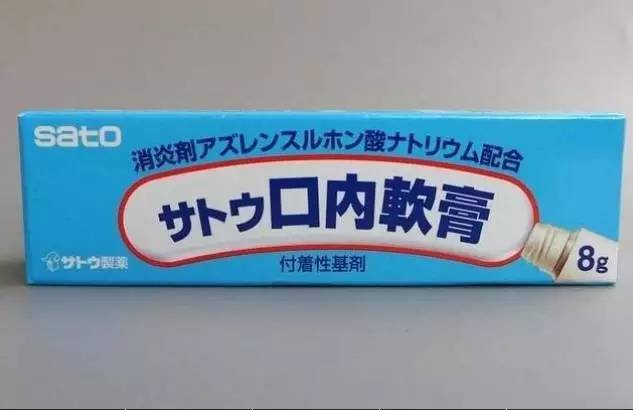 sato
消炎剤アズレンスルホン酸ナトリウム配合
サトウ口内軟膏
サトウ製薬
付着性基剤
8g